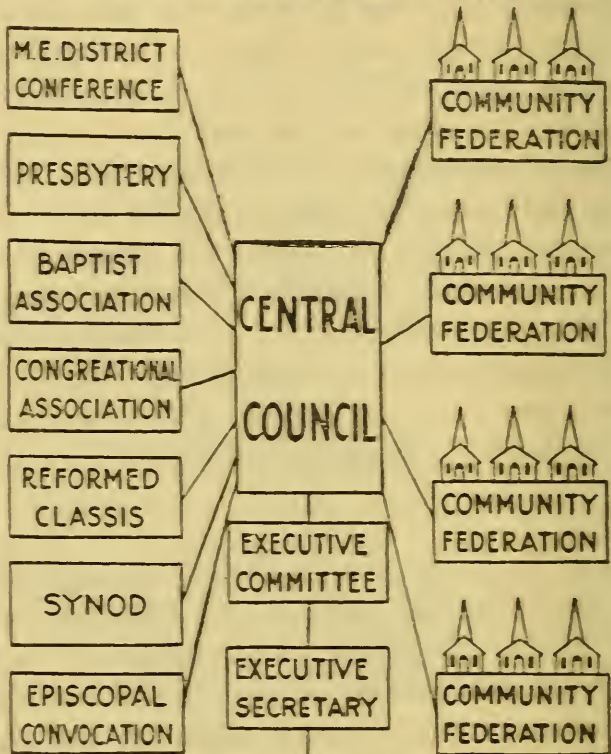 M.E. DISTRICT
CONFERENCE
PRESBYTERY
BAPTIST
ASSOCIATION
CONGREATIONAL
ASSOCIATION
REFORMED
CLASSIS
SYNOD
EPISCOPAL
CONVOCATION
CENTRAL
COUNCIL
EXECUTIVE
COMMITTEE
EXECUTIVE
SECRETARY
COMMUNITY
FEDERATION
COMMUNITY
FEDERATION
COMMUNITY
FEDERATION
COMMUNITY
FEDERATION